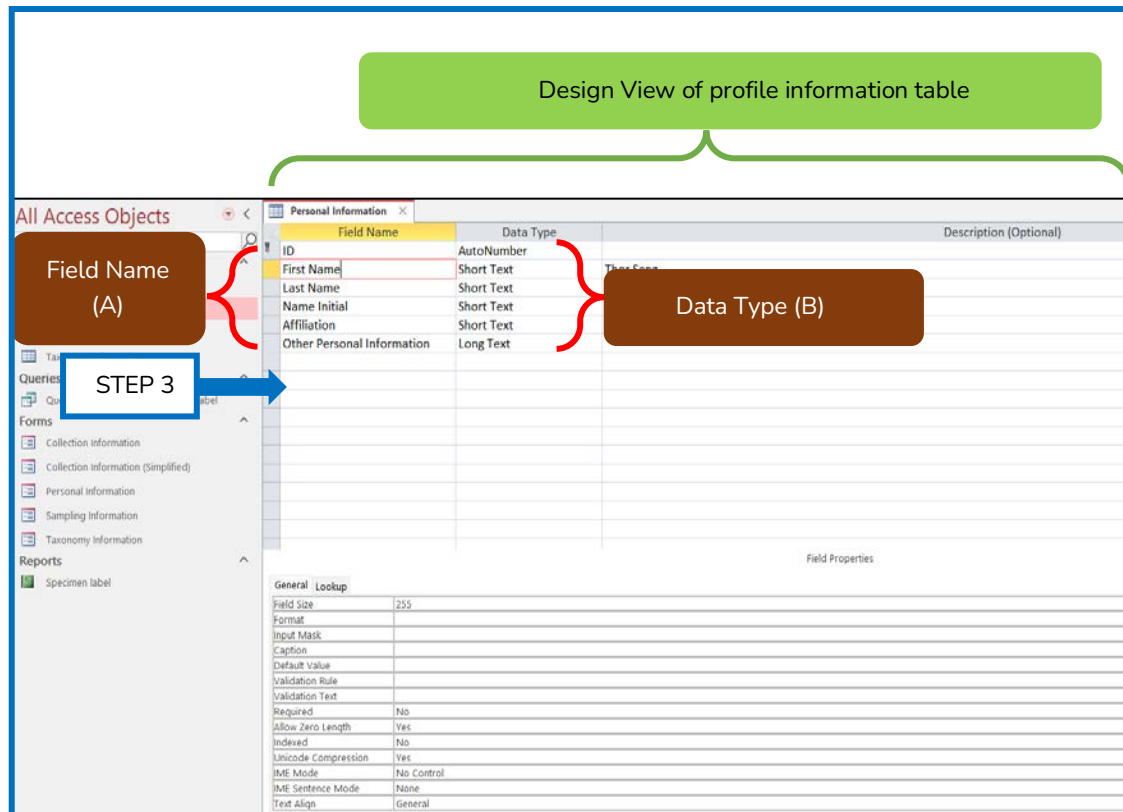 Design View of profile information table
All Access Objects
Personal Information
Field Name Data Type Description (Optional)
ID AutoNumber
First Name Short Text Thor Seng
Last Name Short Text
Name Initial Short Text
Affiliation Short Text
Other Personal Information Long Text
Field Name
(A)
Data Type (B)
STEP 3
Queries
Forms
Collection Information
Collection Information (Simplified)
Personal Information
Sampling Information
Taxonomy Information
Reports
Specimen label
Field Properties
General Lookup
Field Size 255
Format
Input Mask
Caption
Default Value
Validation Rule
Validation Text
Required No
Allow Zero Length Yes
Indexed No
Unicode Compression Yes
IME Mode No Control
IME Sentence Mode None
Text Align General